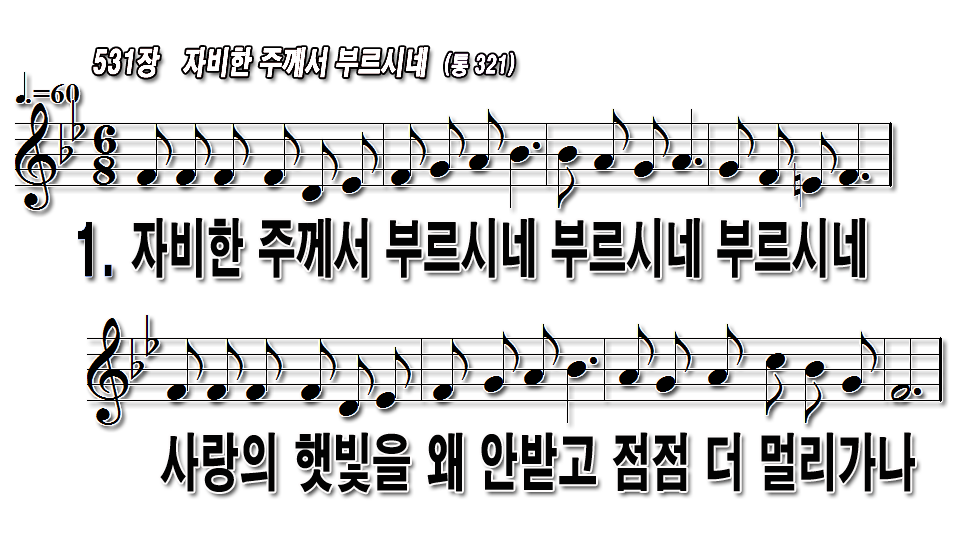 531장 자비한 주께서 부르시네 (통 321)
♩.=60
6
8
1. 자비한 주께서 부르시네 부르시네 부르시네
사랑의 햇빛을 왜 안받고 점점 더 멀리가나